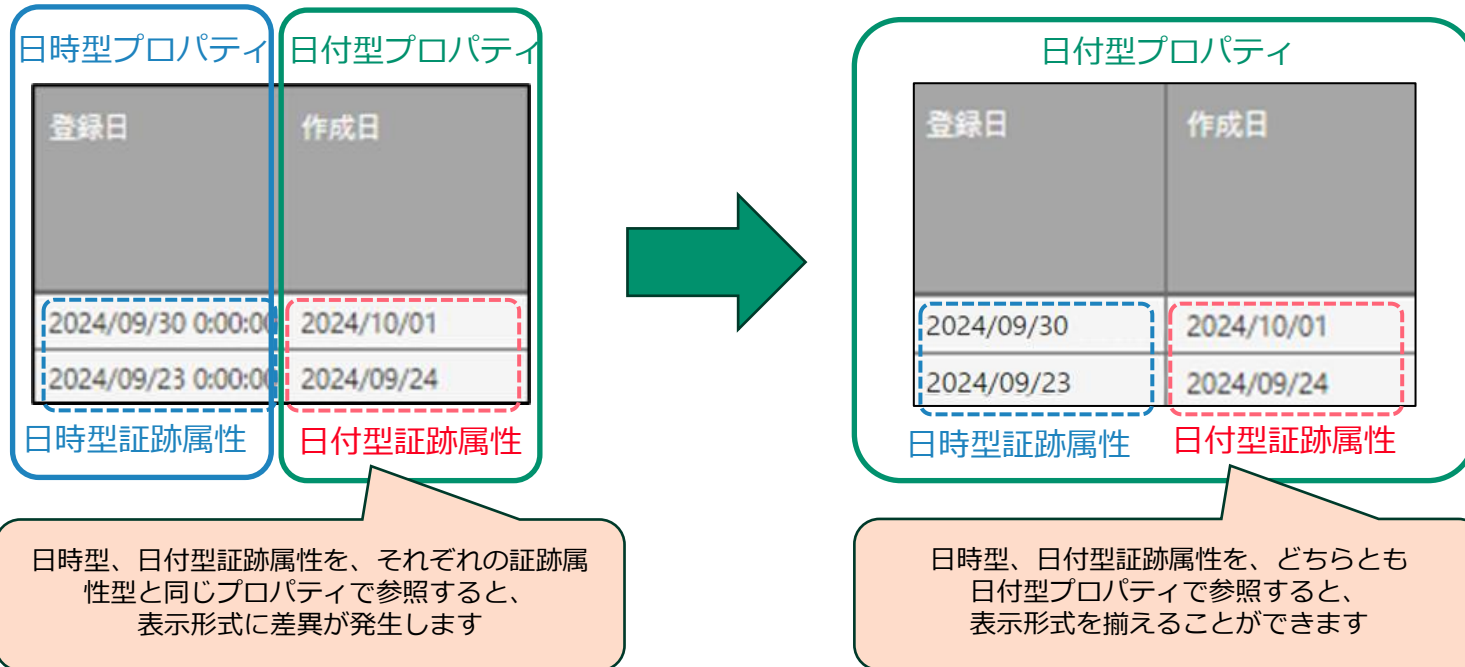 日時型プロパティ
日付型プロパティ
登録日
作成日
2024/09/30 0:00:00
2024/10/01
2024/09/23 0:00:00
2024/09/24
日時型証跡属性
日付型証跡属性
日時型、日付型証跡属性を、それぞれの証跡属
性型と同じプロパティで参照すると、
表示形式に差異が発生します
日付型プロパティ
登録日
作成日
2024/09/30
2024/10/01
2024/09/23
2024/09/24
日時型証跡属性
日付型証跡属性
日時型、日付型証跡属性を、どちらとも
日付型プロパティで参照すると、
表示形式を揃えることができます